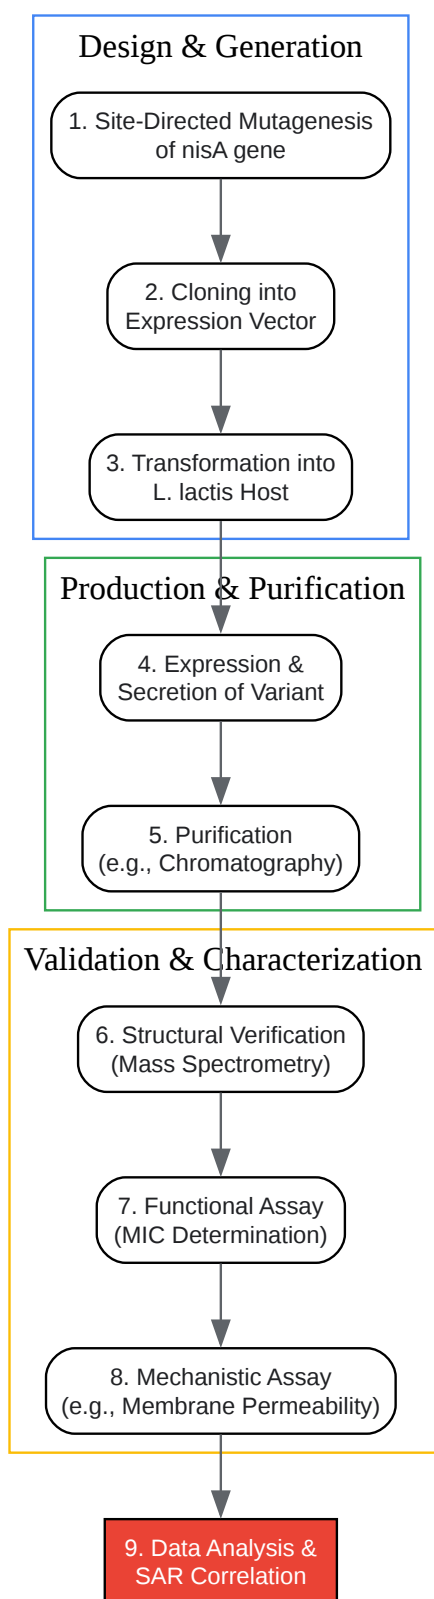 Design & Generation
1. Site-Directed Mutagenesis
of nisA gene
2. Cloning into
Expression Vector
3. Transformation into
L. lactis Host
Production & Purification
4. Expression &
Secretion of Variant
5. Purification
(e.g., Chromatography)
Validation & Characterization
6. Structural Verification
(Mass Spectrometry)
7. Functional Assay
(MIC Determination)
8. Mechanistic Assay
(e.g., Membrane Permeability)
9. Data Analysis &
SAR Correlation